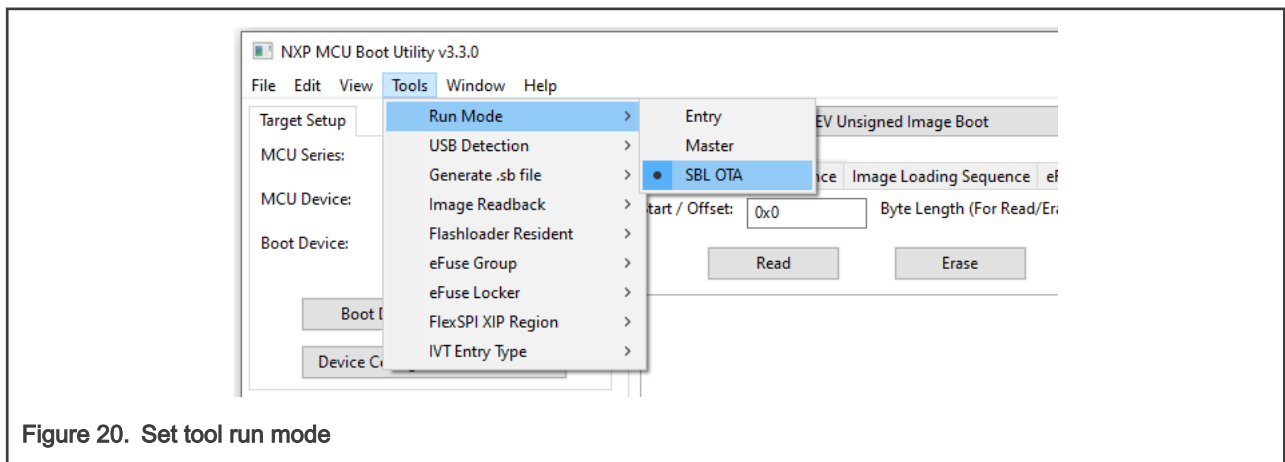 NXP MCU Boot Utility v3.3.0
File Edit View Tools Window Help
Target Setup
MCU Series:
MCU Device:
Boot Device:
Boot
Device
Run Mode
USB Detection
Generate .sb file
Image Readback
Flashloader Resident
eFuse Group
eFuse Locker
FlexSPI XIP Region
IVT Entry Type
Entry
Master
SBL OTA
EV Unsigned Image Boot
Image Loading Sequence
Start / Offset: 0x0 Byte Length (For Read/
Read Erase
Figure 20. Set tool run mode